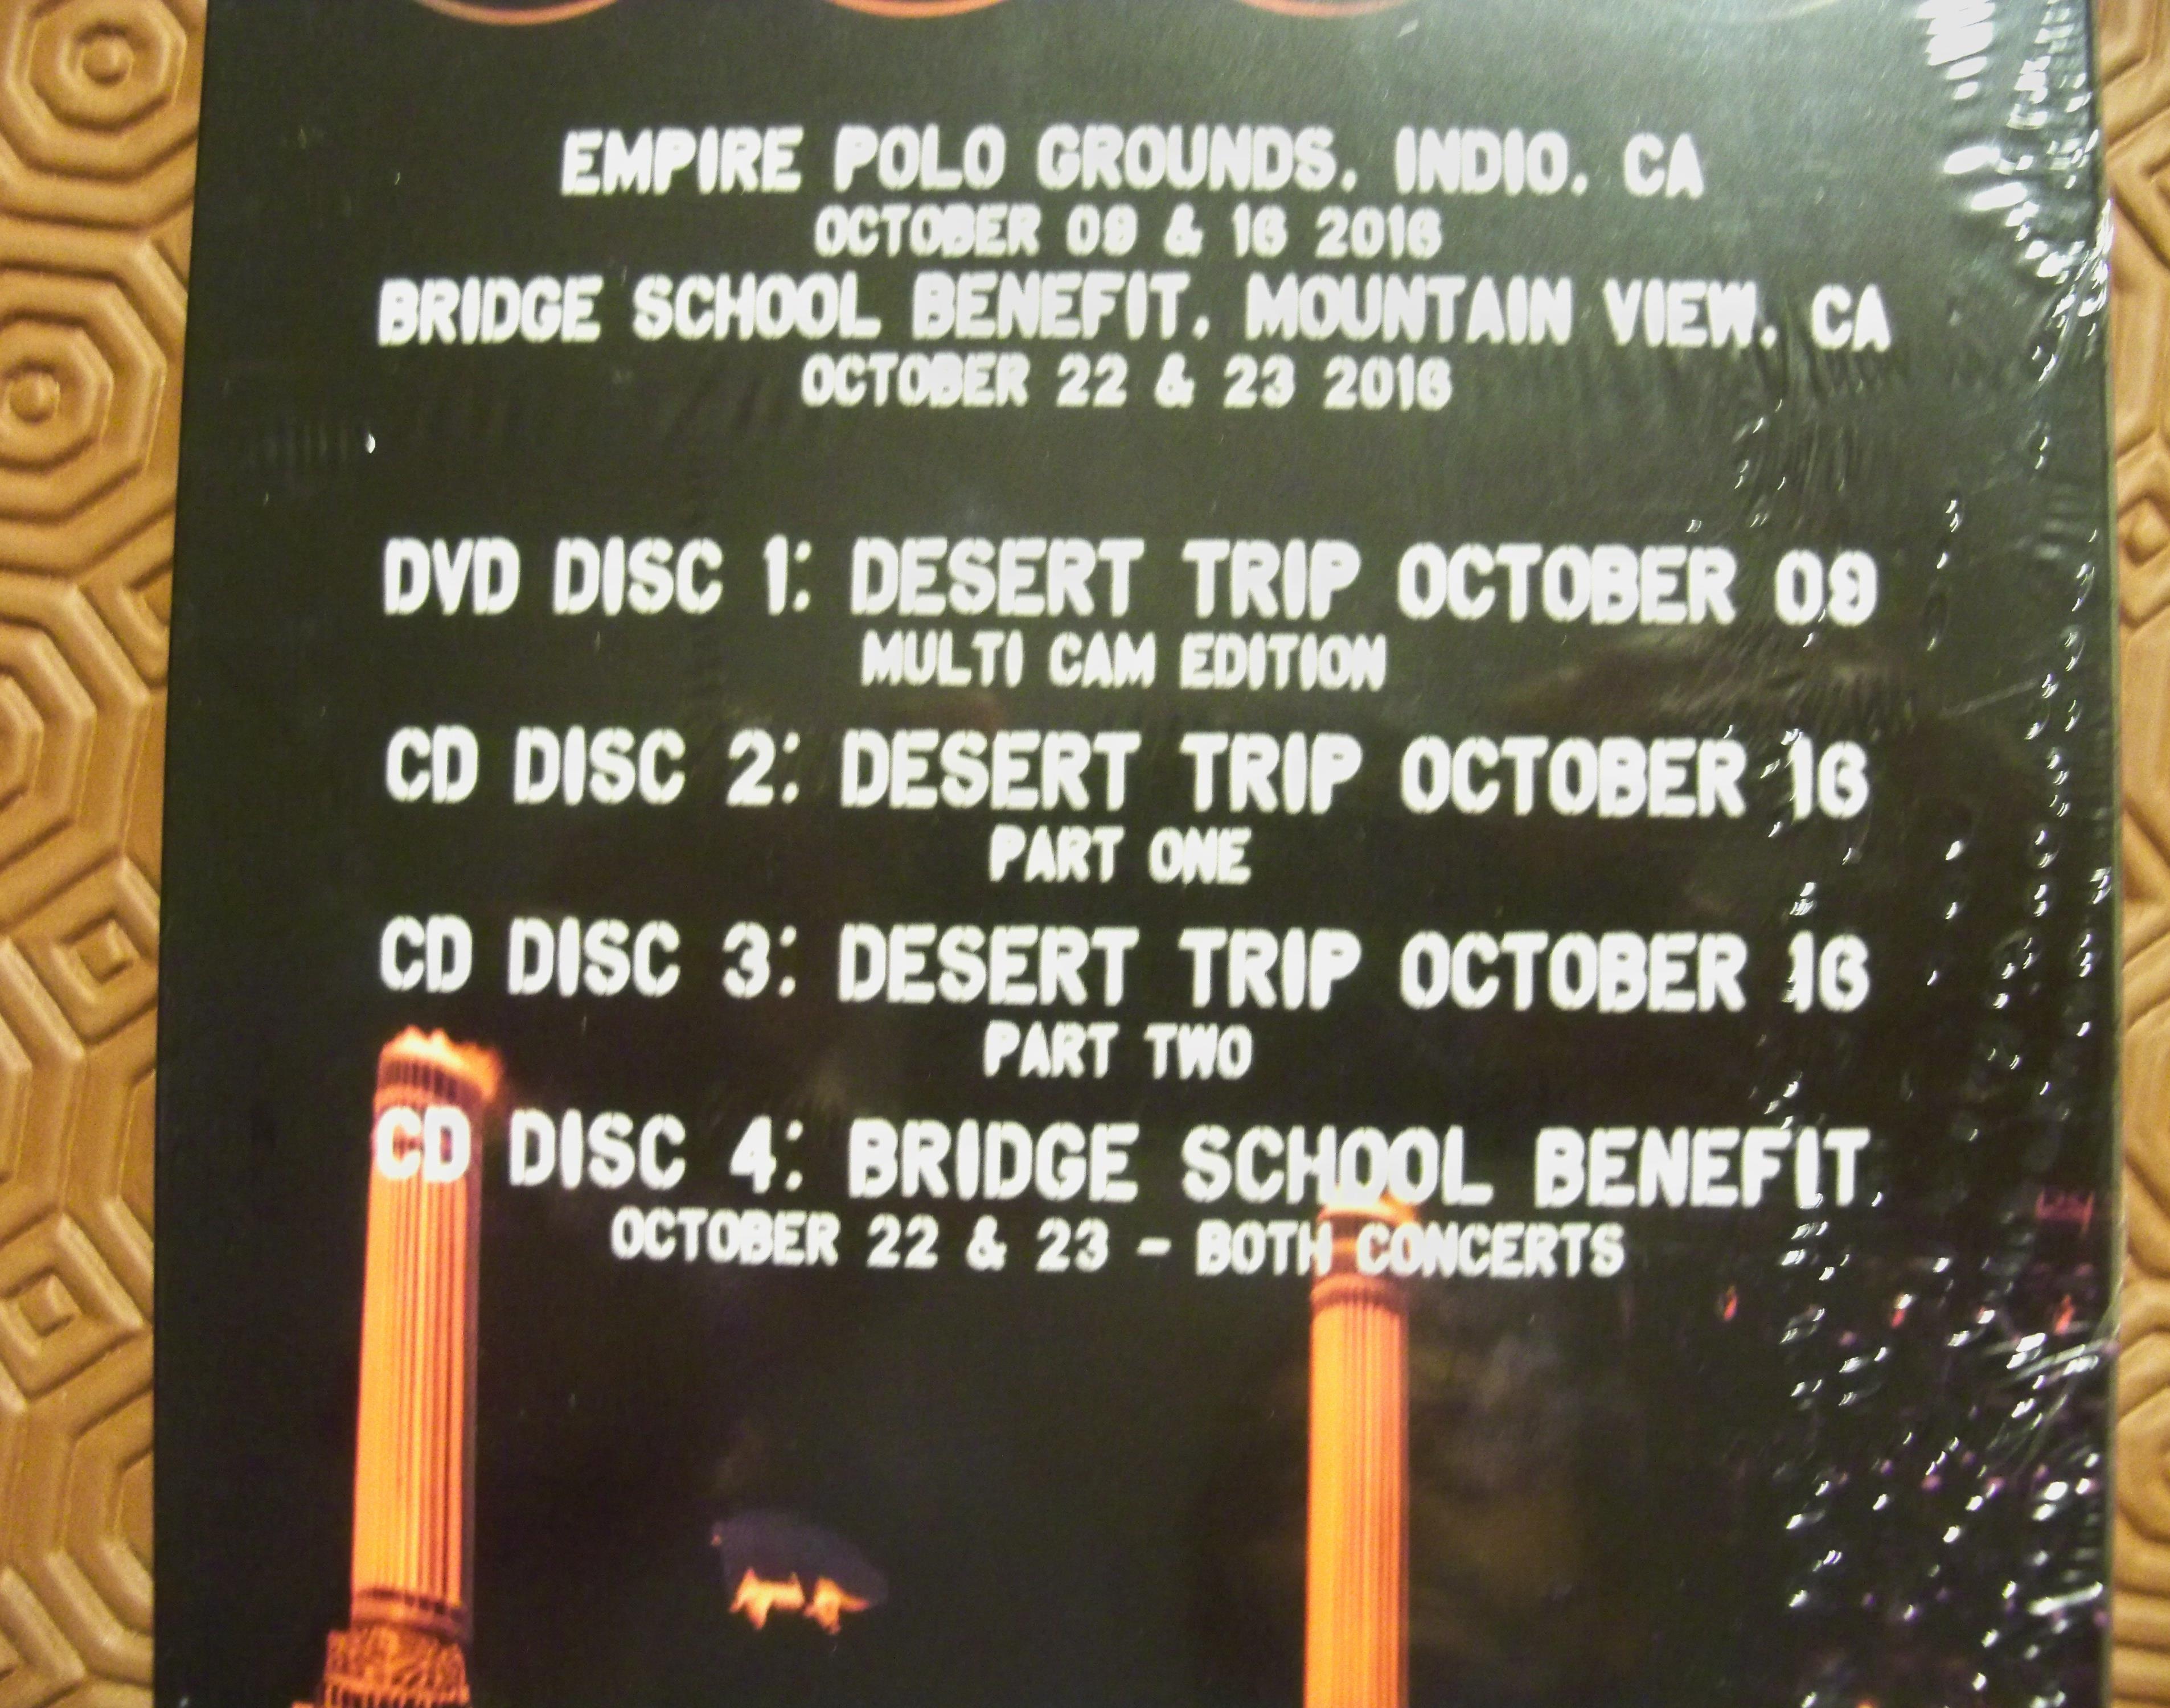 EMPIRE POLO GROUNDS, INDIO, CA
OCTOBER 09 & 16 2016
BRIDGE SCHOOL BENEFIT, MOUNTAIN VIEW, CA
OCTOBER 22 & 23 2016
DVD DISC 1: DESERT TRIP OCTOBER 09
MULTI CAM EDITION
CD DISC 2: DESERT TRIP OCTOBER 16
PART ONE
CD DISC 3: DESERT TRIP OCTOBER 16
PART TWO
CD DISC 4: BRIDGE SCHOOL BENEFIT,
OCTOBER 22 & 23 - BOTH CONCERTS